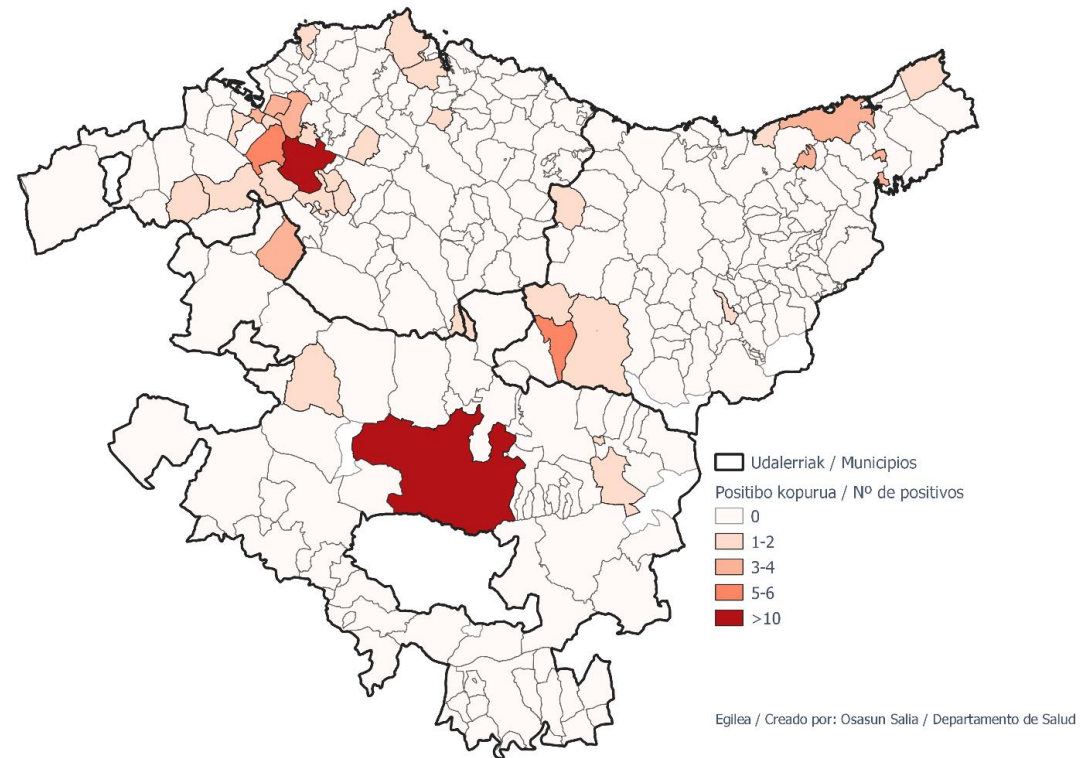 Udalerriak / Municipios
Positibo kopurua / Nº de positivos
0
1-2
3-4
5-6
>10
Egilea / Creado por: Osasun Salia / Departamento de Salud